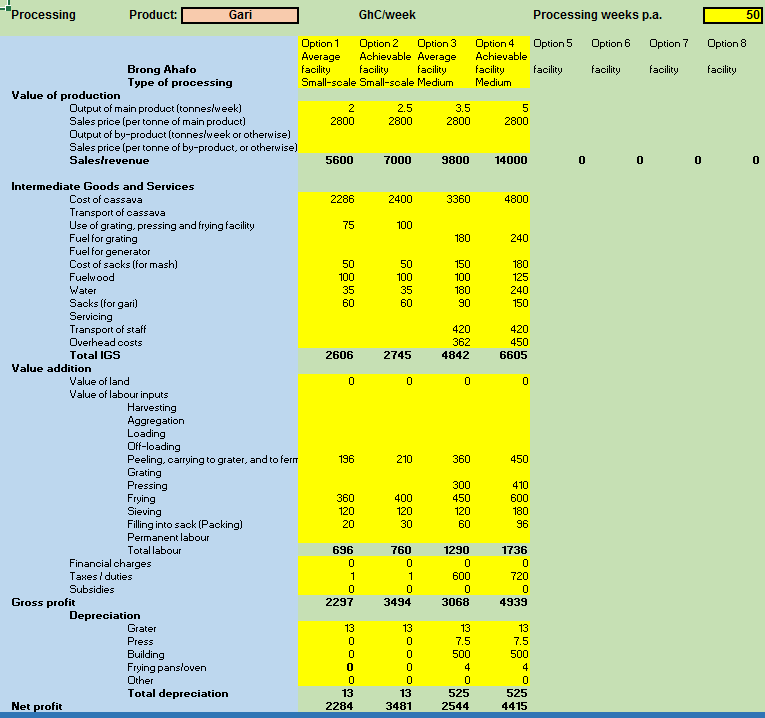 Processing Product: Gari GhC/week Processing weeks p.a. 50
Option 1 Option 2 Option 3 Option 4 Option 5 Option 6 Option 7 Option 8
Average Achievable Average Achievable
Brong Ahafo facility facility facility facility facility facility facility facility
Type of processing Small-scale Small-scale Medium Medium
Value of production
Output of main product (tonnes/week) 2 2.5 3.5 5
Sales price (per tonne of main product) 2800 2800 2800 2800
Output of by-product (tonnes/week or otherwise)
Sales price (per tonne of by-product, or otherwise)
Sales/revenue 5600 7000 9800 14000 0 0 0 0
Intermediate Goods and Services
Cost of cassava 2286 2400 3360 4800
Transport of cassava
Use of grating, pressing and frying facility 75 100
Fuel for grating 180 240
Fuel for generator
Cost of sacks (for mash) 50 50 150 180
Fuelwood 100 100 100 125
Water 35 35 180 240
Sacks (for gari) 60 60 90 150
Servicing
Transport of staff 420 420
Overhead costs 362 450
Total IGS 2606 2745 4842 6605
Value addition
Value of land 0 0 0 0
Value of labour inputs
Harvesting
Aggregation
Loading
Off-loading
Peeling, carrying to grater, and to ferm 196 210 360 450
Grating
Pressing 300 410
Frying 360 400 450 600
Sieving 120 120 120 180
Filling into sack (Packing) 20 30 60 96
Permanent labour
Total labour 696 760 1290 1736
Financial charges 0 0 0 0
Taxes / duties 1 1 600 720
Subsidies 0 0 0 0
Gross profit 2297 3494 3068 4939
Depreciation
Grater 13 13 13 13
Press 0 0 7.5 7.5
Building 0 0 500 500
Frying pans/oven 0 0 4 4
Other 0 0 0 0
Total depreciation 13 13 525 525
Net profit 2284 3481 2544 4415